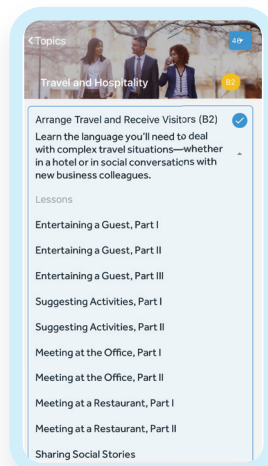 <Topics
Travel and Hospitality
B2
Arrange Travel and Receive Visitors (B2)
Learn the language you'll need to deal
with complex travel situations—whether
in a hotel or in social conversations with
new business colleagues.
Lessons
Entertaining a Guest, Part I
Entertaining a Guest, Part II
Entertaining a Guest, Part III
Suggesting Activities, Part I
Suggesting Activities, Part II
Meeting at the Office, Part I
Meeting at the Office, Part II
Meeting at a Restaurant, Part I
Meeting at a Restaurant, Part II
Sharing Social Stories